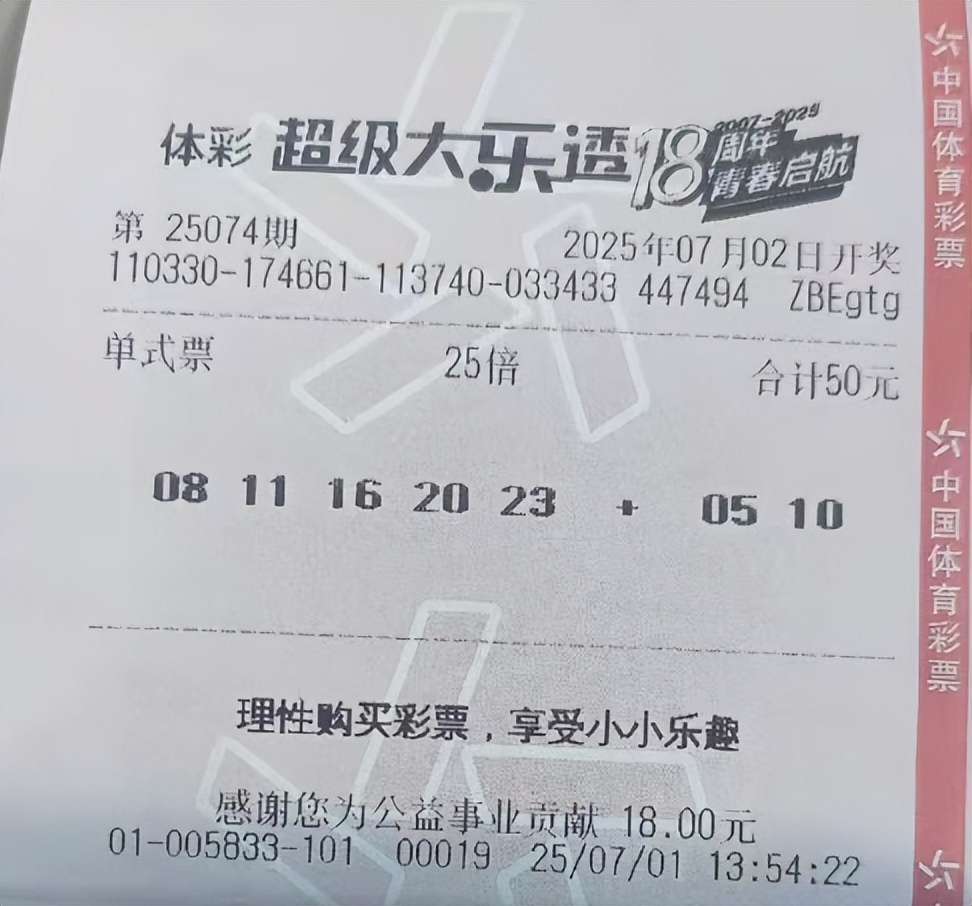 体彩 超级大乐透 18 2007-2025 周年 青春启航
第 25074期 2025年07月02日开奖
110330-174661-113740-033433 447494 ZBEgtg
单式票 25倍 合计50元
08 11 16 20 23 + 05 10
理性购买彩票，享受小小乐趣
感谢您为公益事业贡献 18.00元
01-005833-101 00019 25/07/01 13:54:22
中国体育彩票
中国体育彩票